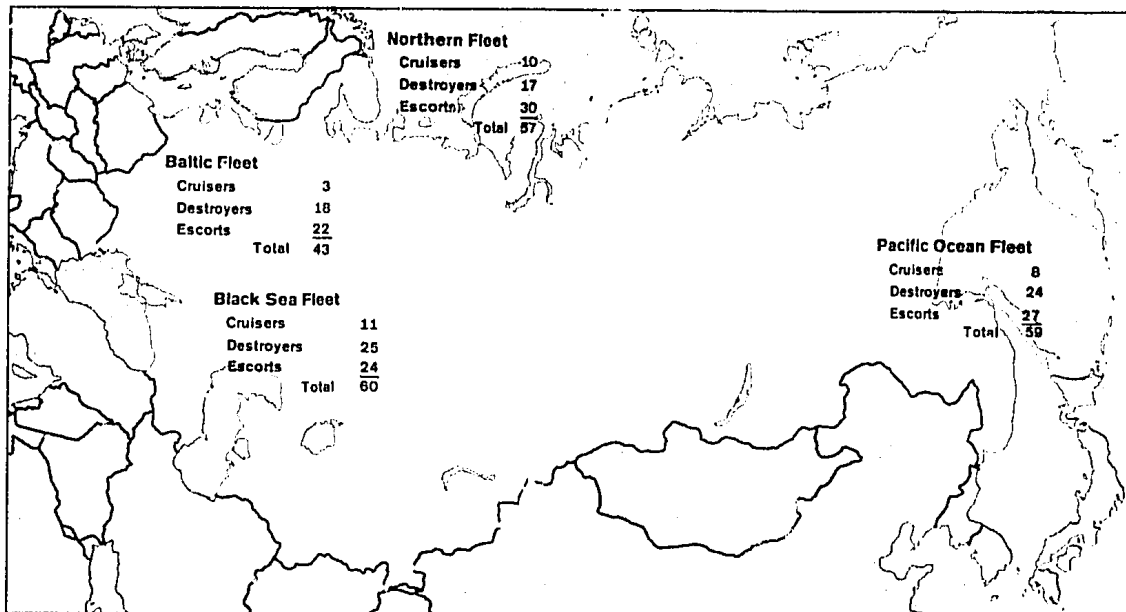 Northern Fleet
Cruisers 10
Destroyers 17
Escorts 30
Total 57
Baltic Fleet
Cruisers 3
Destroyers 18
Escorts 22
Total 43
Pacific Ocean Fleet
Cruisers 8
Destroyers 24
Escorts 27
Total 59
Black Sea Fleet
Cruisers 11
Destroyers 25
Escorts 24
Total 60